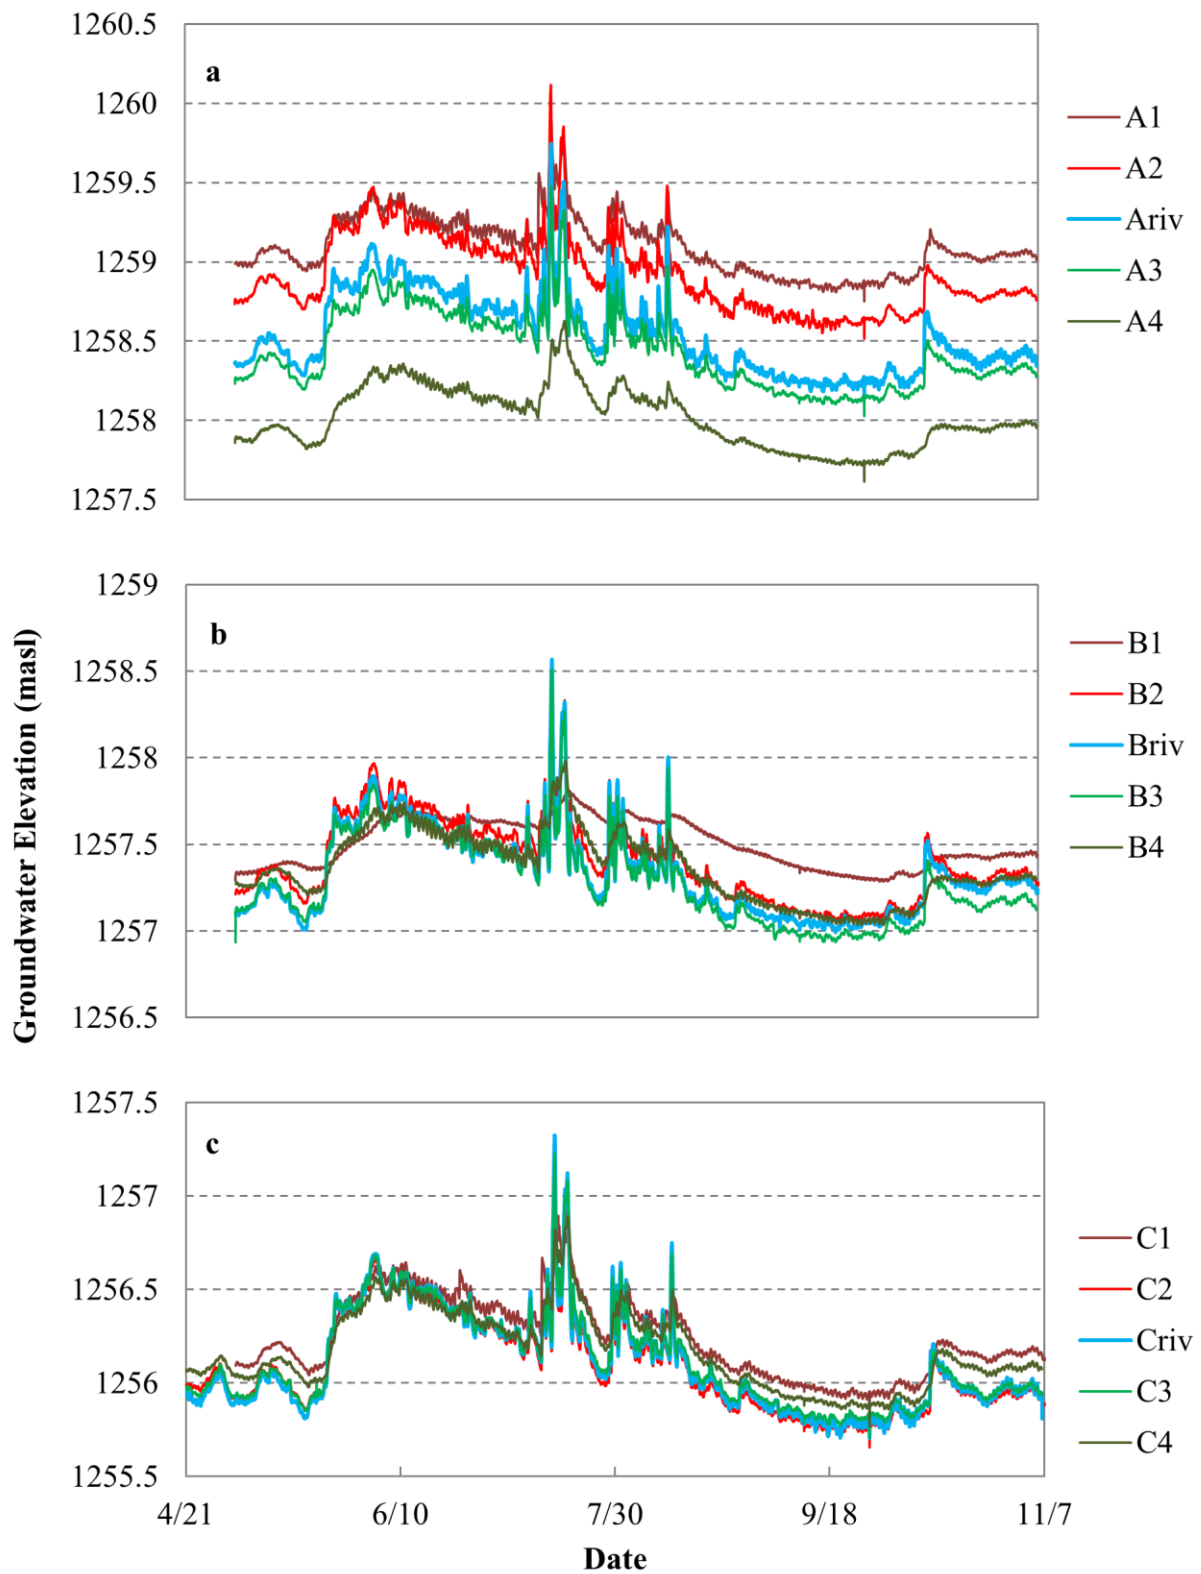 1260.5
a
1260
1259.5
1259
1258.5
1258
1257.5
A1
A2
Ariv
A3
A4
Groundwater Elevation (masl)
1259
b
1258.5
1258
1257.5
1257
1256.5
B1
B2
Briv
B3
B4
1257.5
c
1257
1256.5
1256
1255.5
C1
C2
Criv
C3
C4
4/21 6/10 7/30 9/18 11/7
Date